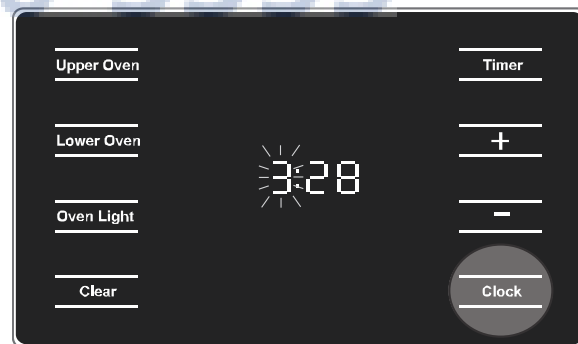 Upper Oven
Timer
Lower Oven
+
3:28
Oven Light
-
Clear
Clock